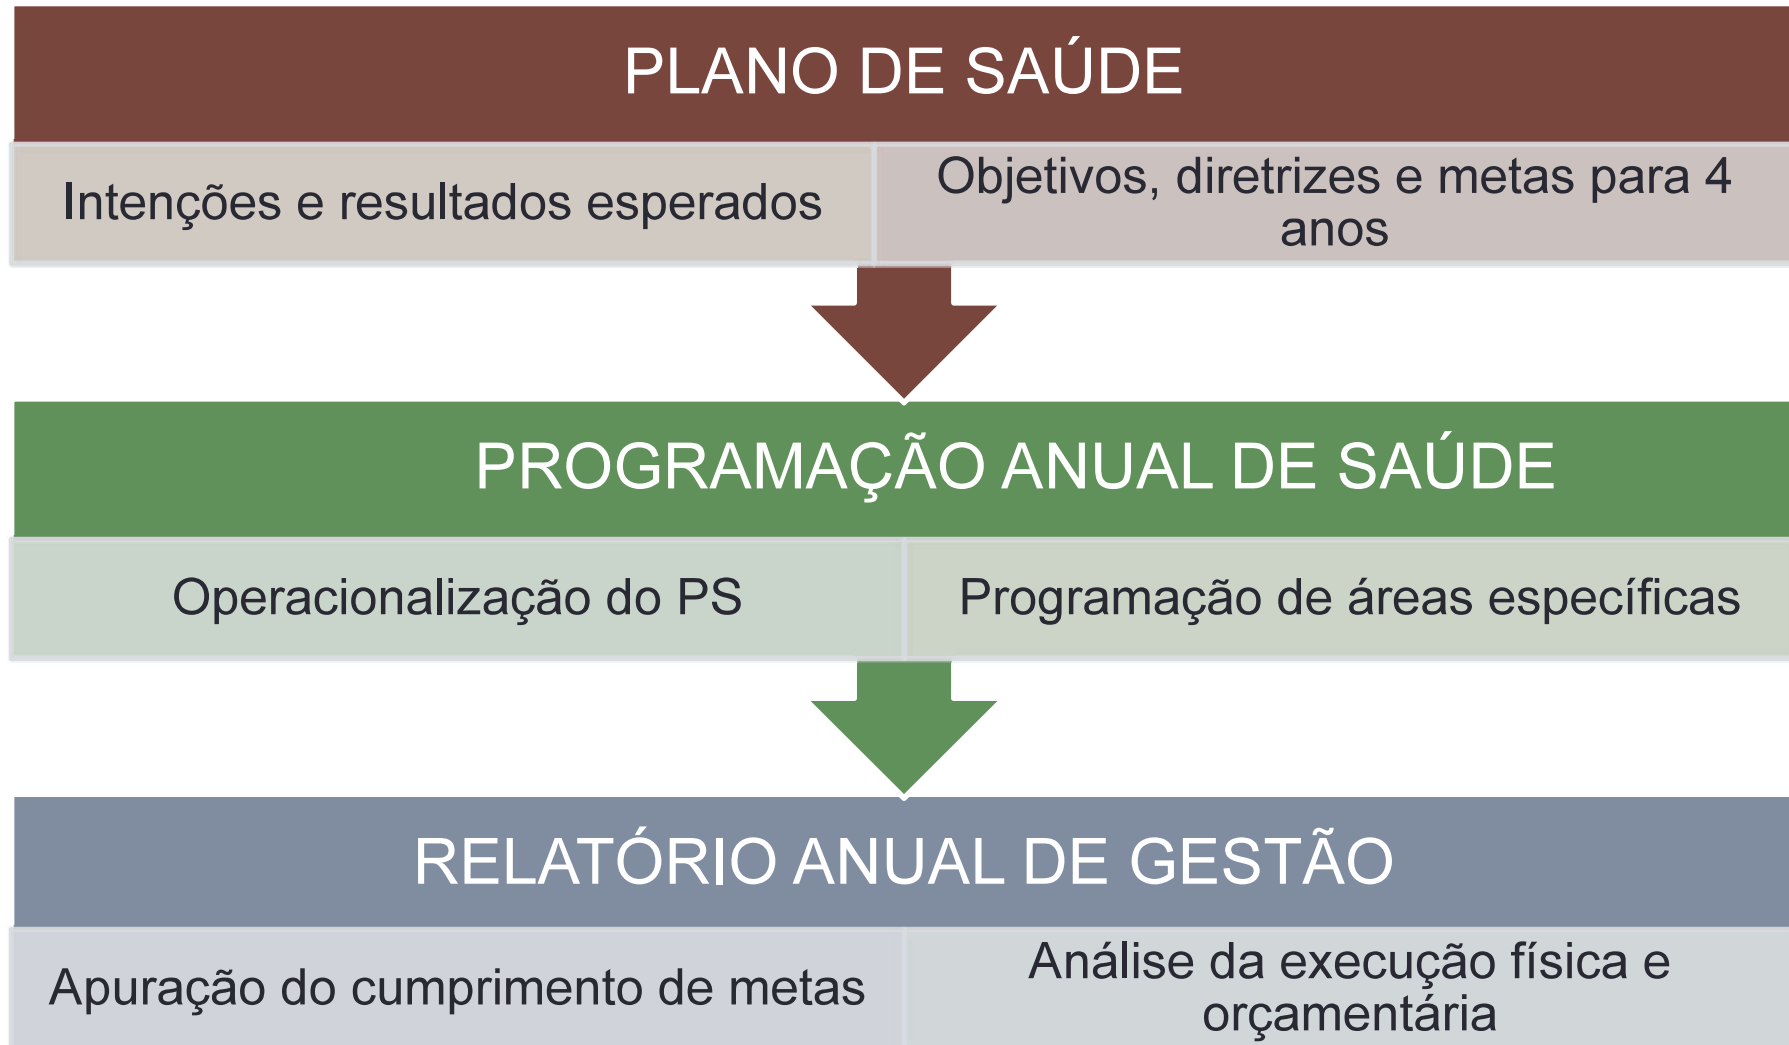 PLANO DE SAÚDE
Intenções e resultados esperados
Objetivos, diretrizes e metas para 4
anos
PROGRAMAÇÃO ANUAL DE SAÚDE
Operacionalização do PS
Programação de áreas específicas
RELATÓRIO ANUAL DE GESTÃO
Apuração do cumprimento de metas
Análise da execução física e
orçamentária